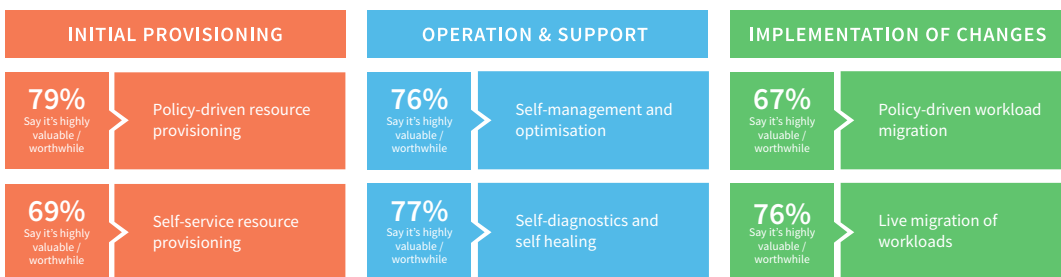 INITIAL PROVISIONING
79%
Say it's highly
valuable /
worthwhile
Policy-driven resource
provisioning
69%
Say it's highly
valuable /
worthwhile
Self-service resource
provisioning
OPERATION & SUPPORT
76%
Say it's highly
valuable /
worthwhile
Self-management and
optimisation
77%
Say it's highly
valuable /
worthwhile
Self-diagnostics and
self healing
IMPLEMENTATION OF CHANGES
67%
Say it's highly
valuable /
worthwhile
Policy-driven workload
migration
76%
Say it's highly
valuable /
worthwhile
Live migration of
workloads